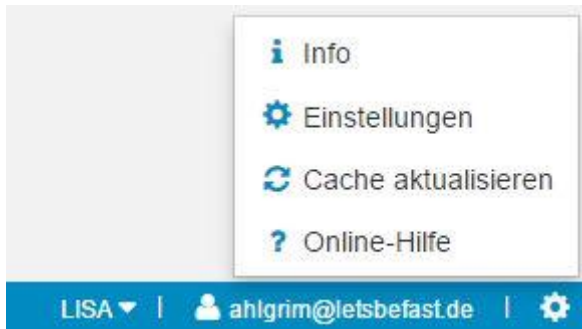 Info
Einstellungen
Cache aktualisieren
Online-Hilfe
LISA | ahlgrim@letsbefast.de |